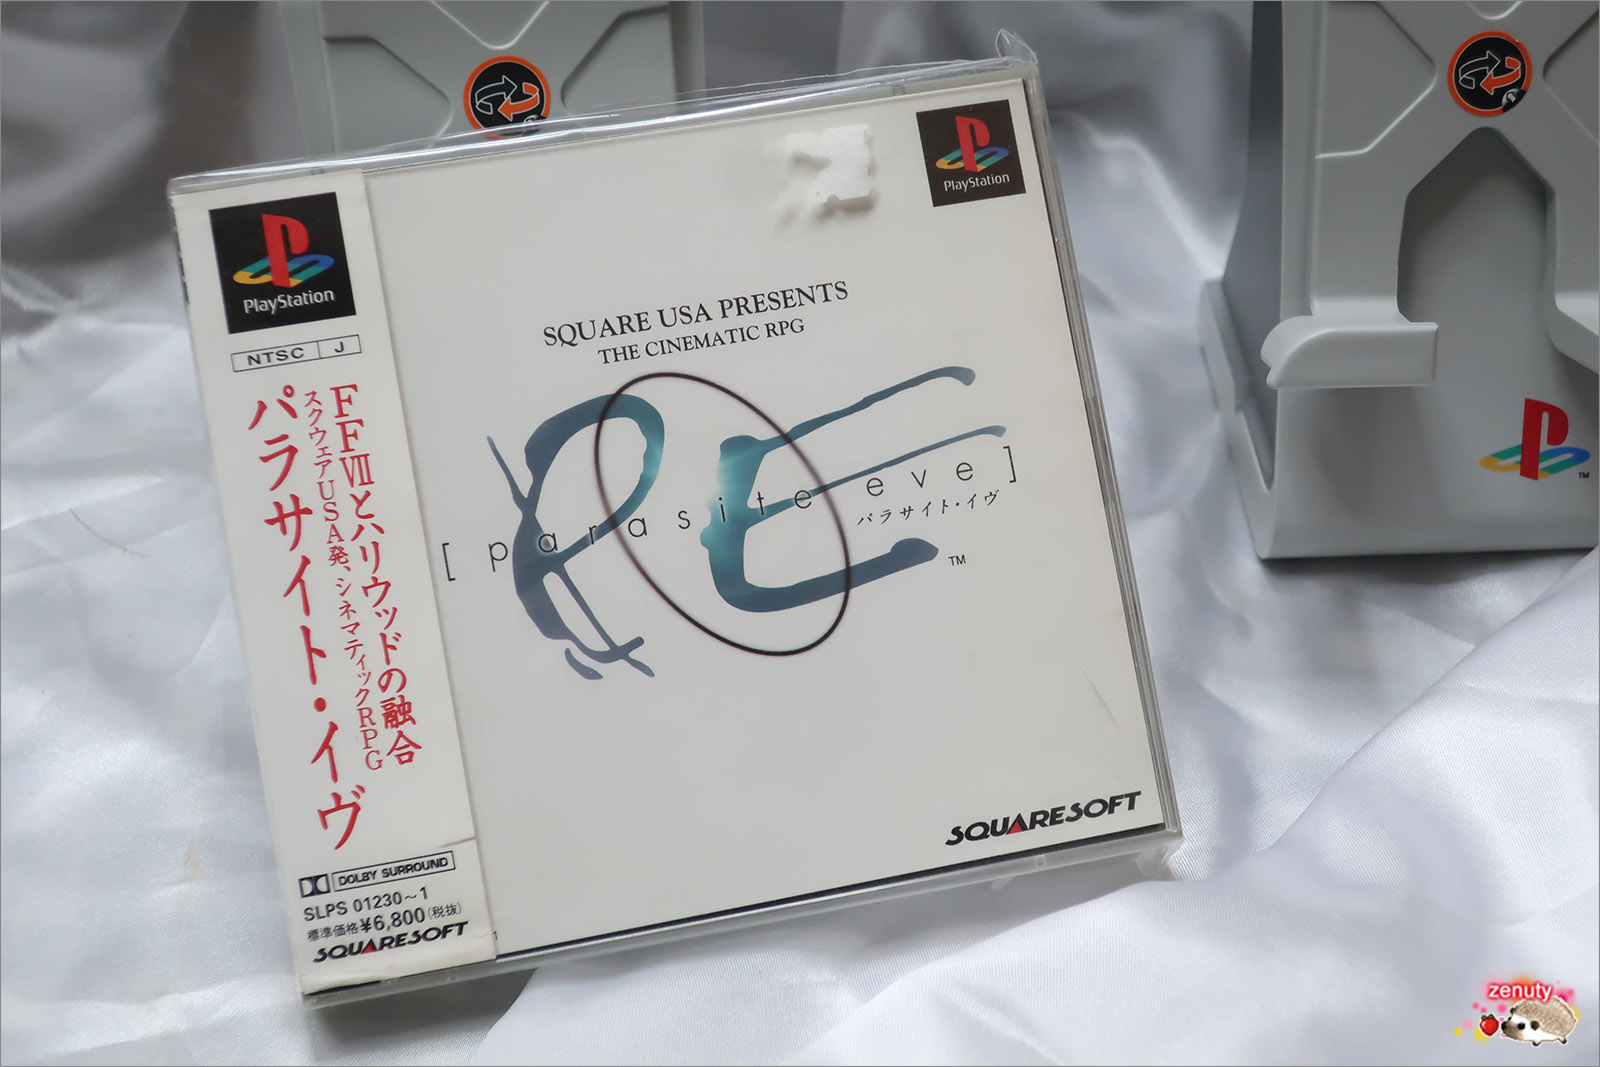 PlayStation
NTSC J
FFⅦとハリウッドの融合
スクウェアUSA発、シネマティックRPG
パラサイト・イヴ
DOLBY SURROUND
SLPS 01230～1
標準価格¥6,800(税抜)
SQUARESOFT
PlayStation
SQUARE USA PRESENTS
THE CINEMATIC RPG
PE
[ parasite eve ]
パラサイト・イヴ
TM
SQUARESOFT
TM
zenuty